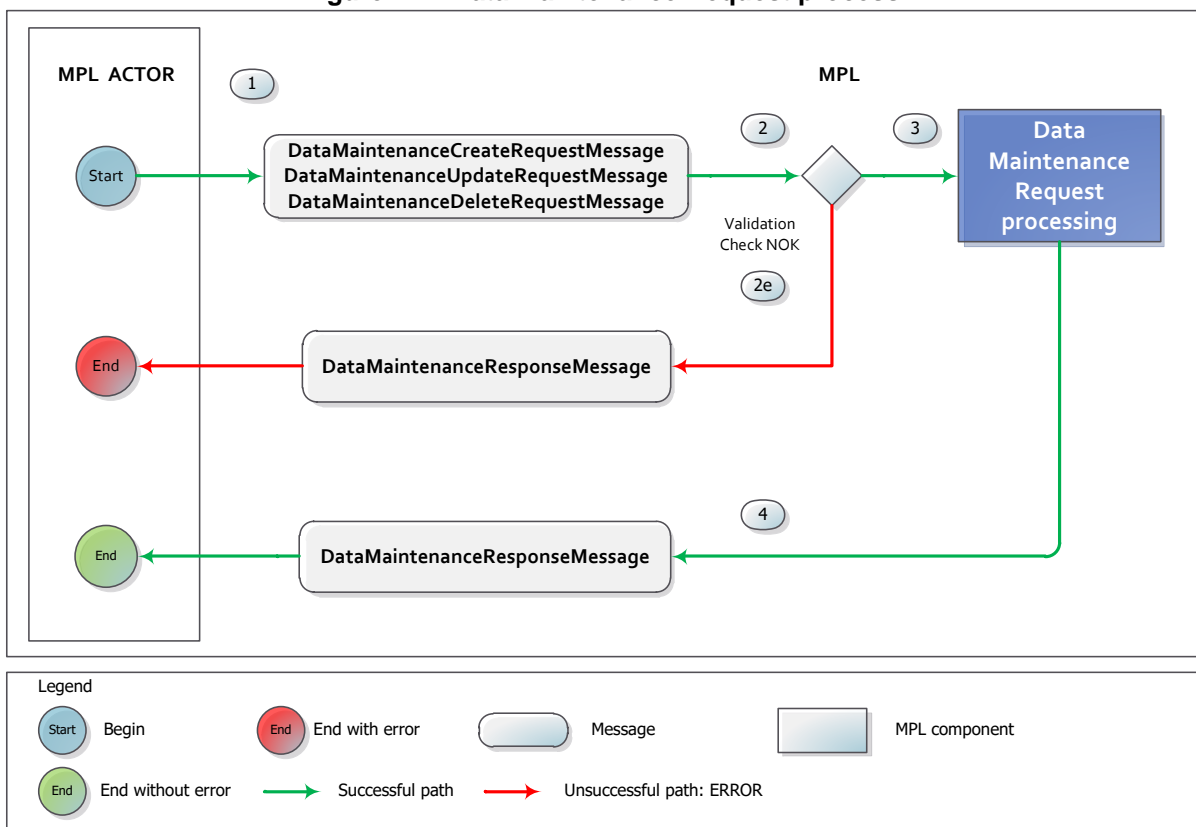 MPL ACTOR
1
MPL
2
3
Start
DataMaintenanceCreateRequestMessage
DataMaintenanceUpdateRequestMessage
DataMaintenanceDeleteRequestMessage
Data
Maintenance
Request
processing
Validation
Check NOK
2e
End
DataMaintenanceResponseMessage
4
End
DataMaintenanceResponseMessage
Legend
Start
Begin
End
End with error
Message
MPL component
End
End without error
Successful path
Unsuccessful path: ERROR